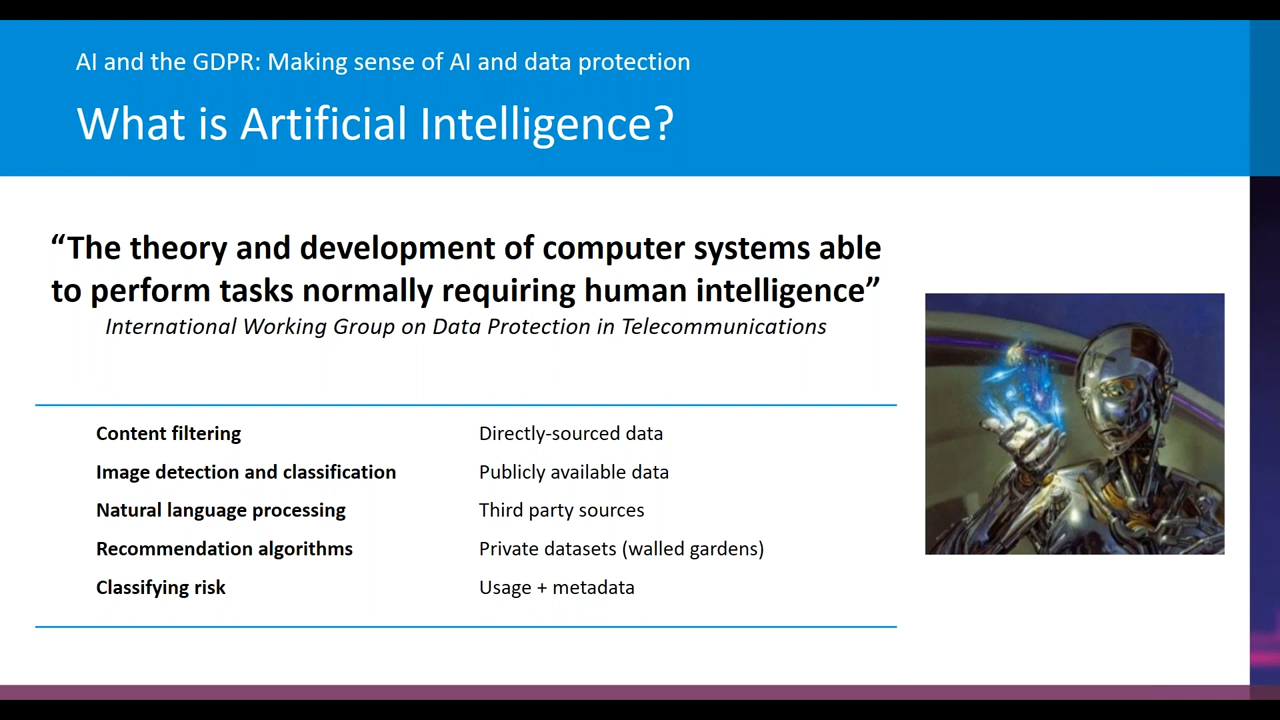 AI and the GDPR: Making sense of AI and data protection
What is Artificial Intelligence?
“The theory and development of computer systems able
to perform tasks normally requiring human intelligence”
International Working Group on Data Protection in Telecommunications
Content filtering Directly-sourced data
Image detection and classification Publicly available data
Natural language processing Third party sources
Recommendation algorithms Private datasets (walled gardens)
Classifying risk Usage + metadata